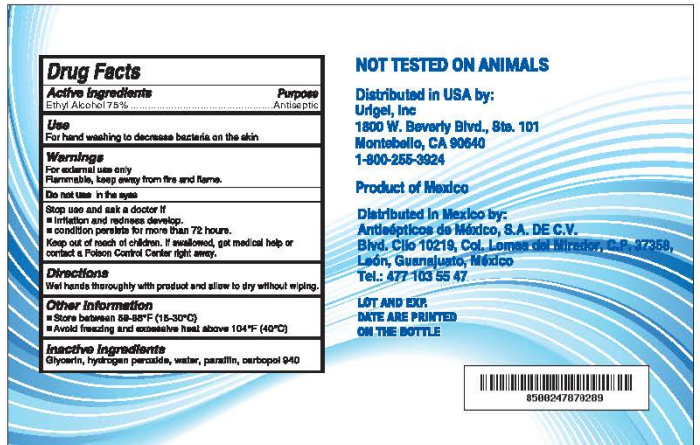 Drug Facts
Active Ingredients Purpose
Ethyl Alcohol 75% ........................................ Antiseptic
Use
For hand washing to decrease bacteria on the skin
Warnings
For external use only
Flammable, keep away from fire and flame.
Do not use in the eyes
Stop use and ask a doctor if
■ irritation and redness develop.
■ condition persists for more than 72 hours.
Keep out of reach of children. If swallowed, get medical help or
contact a Poison Control Center right away.
Directions
Wet hands thoroughly with product and allow to dry without wiping.
Other Information
■ Store between 59-86°F (15-30°C)
■ Avoid freezing and excessive heat above 104°F (40°C)
Inactive Ingredients
Glycerin, hydrogen peroxide, water, paraffin, carbopol 940
NOT TESTED ON ANIMALS
Distributed in USA by:
Urigel, Inc
1800 W. Beverly Blvd., Ste. 101
Montebello, CA 90640
1-800-255-3924
Product of Mexico
Distributed in Mexico by:
Antisépticos de México, S.A. DE C.V.
Blvd. Clio 10219, Col. Lomas del Mirador, C.P. 37358,
León, Guanajuato, México
Tel.: 477 103 55 47
LOT AND EXP.
DATE ARE PRINTED
ON THE BOTTLE
8500247870289